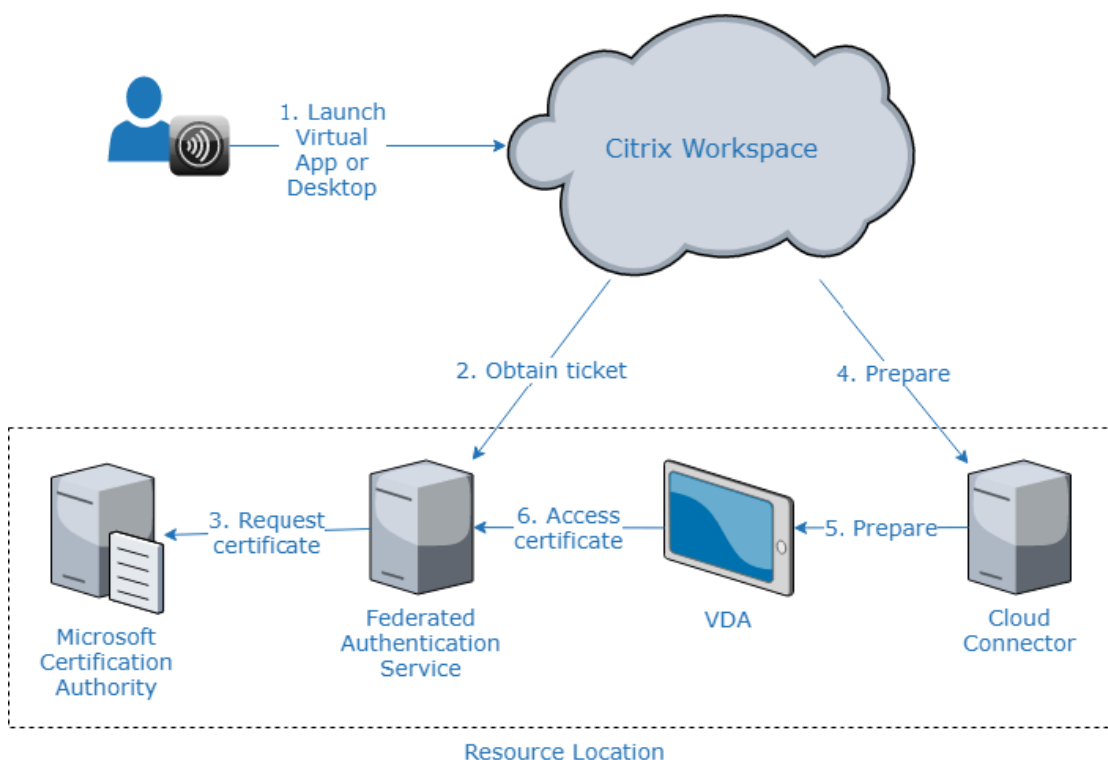 1. Launch
Virtual
App or
Desktop
Citrix Workspace
2. Obtain ticket
4. Prepare
3. Request
certificate
6. Access
certificate
5. Prepare
Microsoft
Certification
Authority
Federated
Authentication
Service
VDA
Cloud
Connector
Resource Location